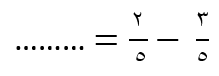 ......... = ٢/٥ − ٣/٥